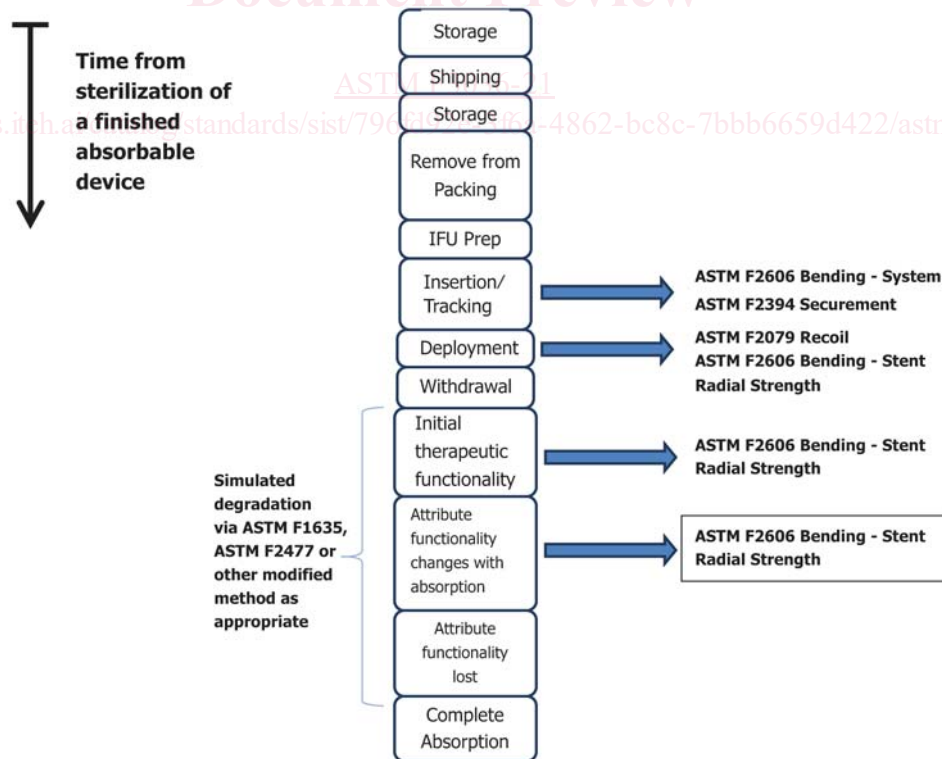 Document Preview
Storage
Time from
sterilization of
a finished
absorbable
device
Shipping
Storage
Remove from
Packing
IFU Prep
Insertion/
Tracking
ASTM F2606 Bending - System
ASTM F2394 Securement
Deployment
ASTM F2079 Recoil
ASTM F2606 Bending - Stent
Radial Strength
Withdrawal
Initial
therapeutic
functionality
ASTM F2606 Bending - Stent
Radial Strength
Simulated
degradation
via ASTM F1635,
ASTM F2477 or
other modified
method as
appropriate
Attribute
functionality
changes with
absorption
ASTM F2606 Bending - Stent
Radial Strength
Attribute
functionality
lost
Complete
Absorption